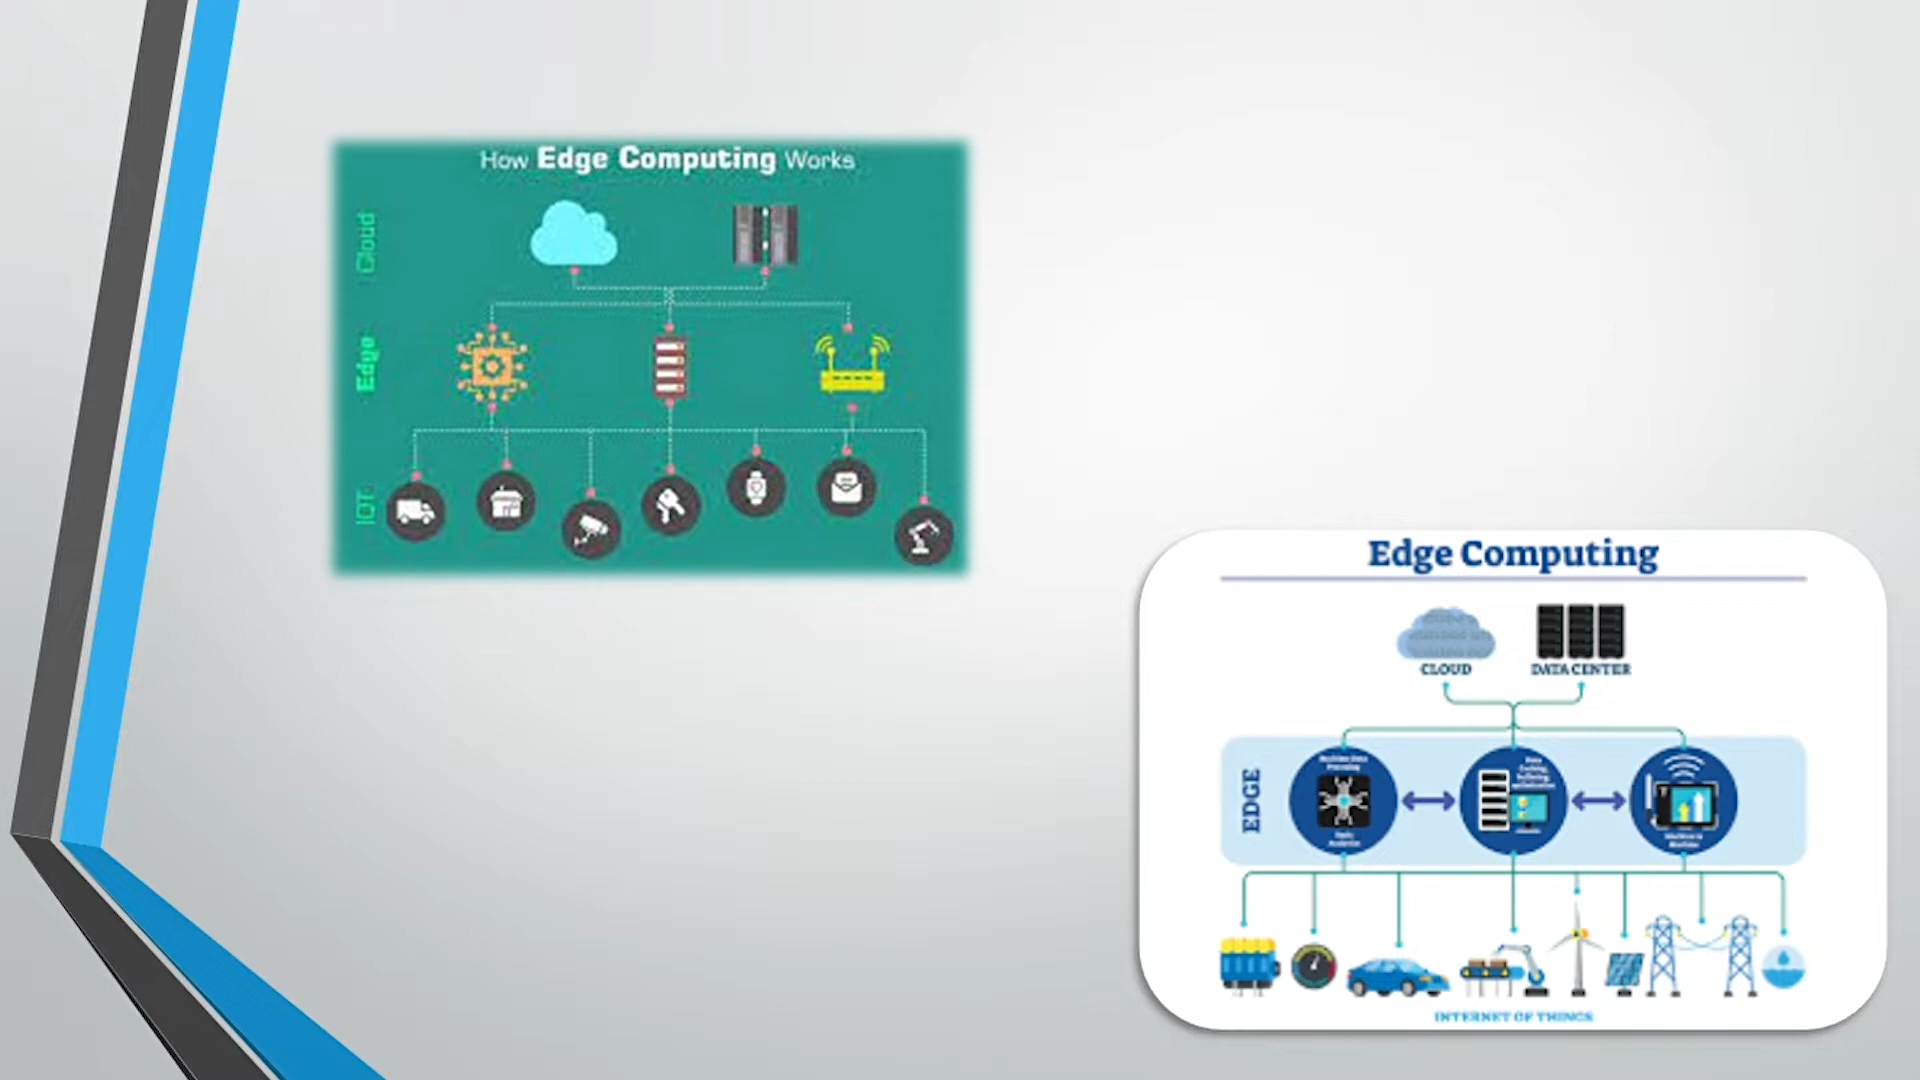 How Edge Computing Works
Cloud
Edge
IOT
Edge Computing
CLOUD
DATA CENTER
EDGE
INTERNET OF THINGS